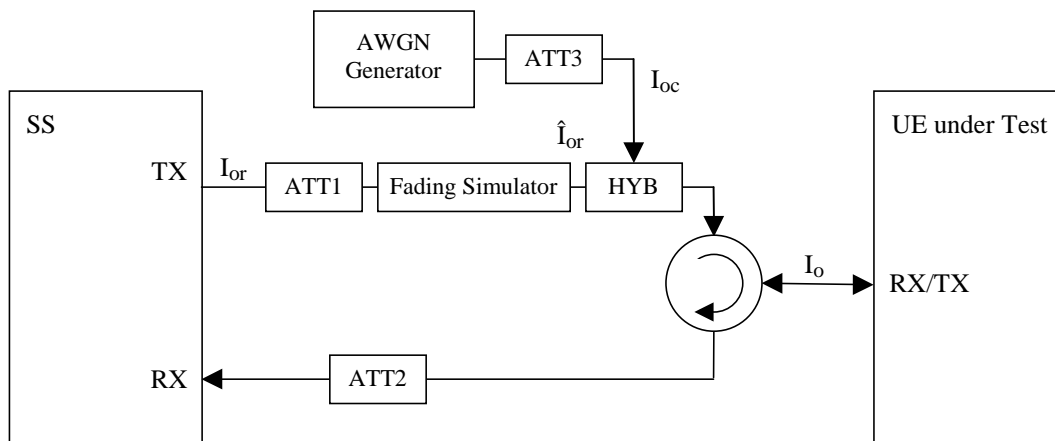 AWGN
Generator
ATT3
I_oc
SS
UE under Test
Î_or
TX
I_or
ATT1
Fading Simulator
HYB
I_o
RX/TX
RX
ATT2